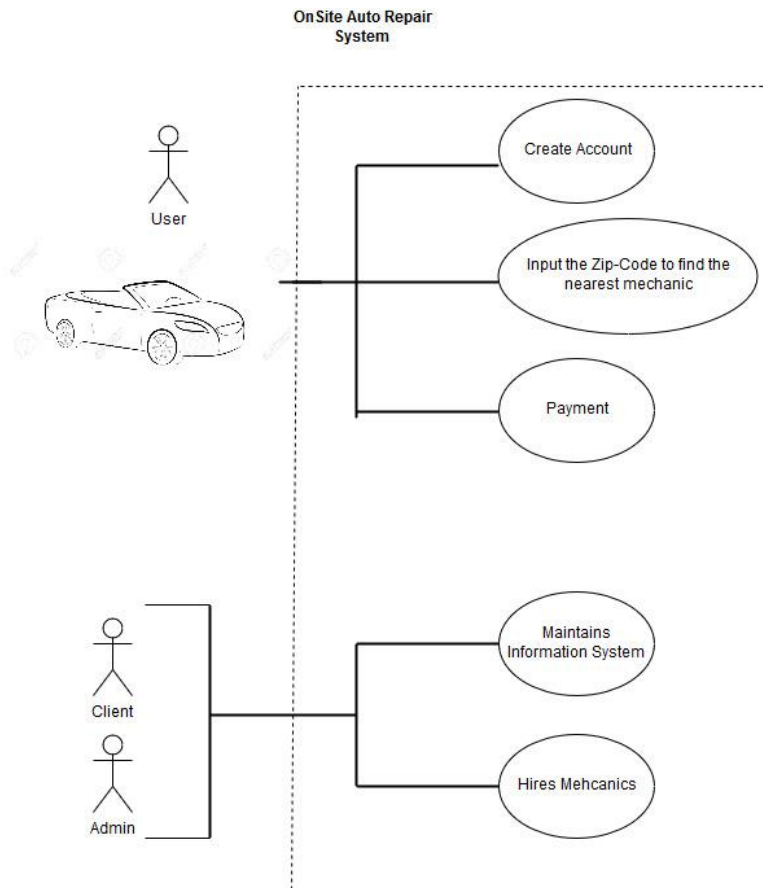 OnSite Auto Repair
System
Create Account
User
Input the Zip-Code to find the
nearest mechanic
Payment
Maintains
Information System
Client
Hires Mehcanics
Admin